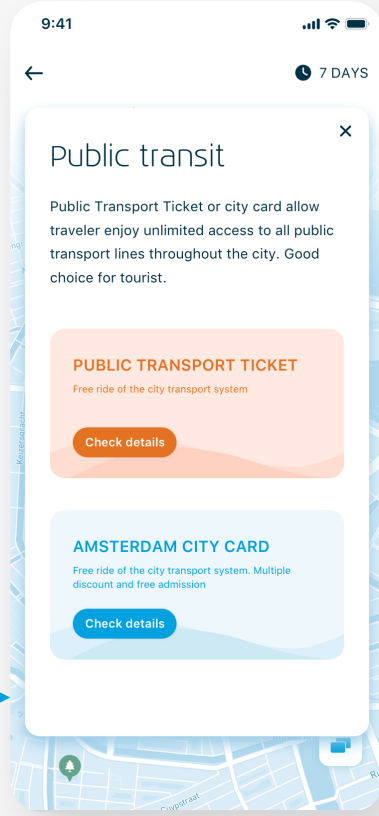 9:41
7 DAYS
Public transit
Public Transport Ticket or city card allow
traveler enjoy unlimited access to all public
transport lines throughout the city. Good
choice for tourist.
PUBLIC TRANSPORT TICKET
Free ride of the city transport system
Check details
Keizersgracht
AMSTERDAM CITY CARD
Free ride of the city transport system. Multiple
discount and free admission
Check details
Cuypstraat